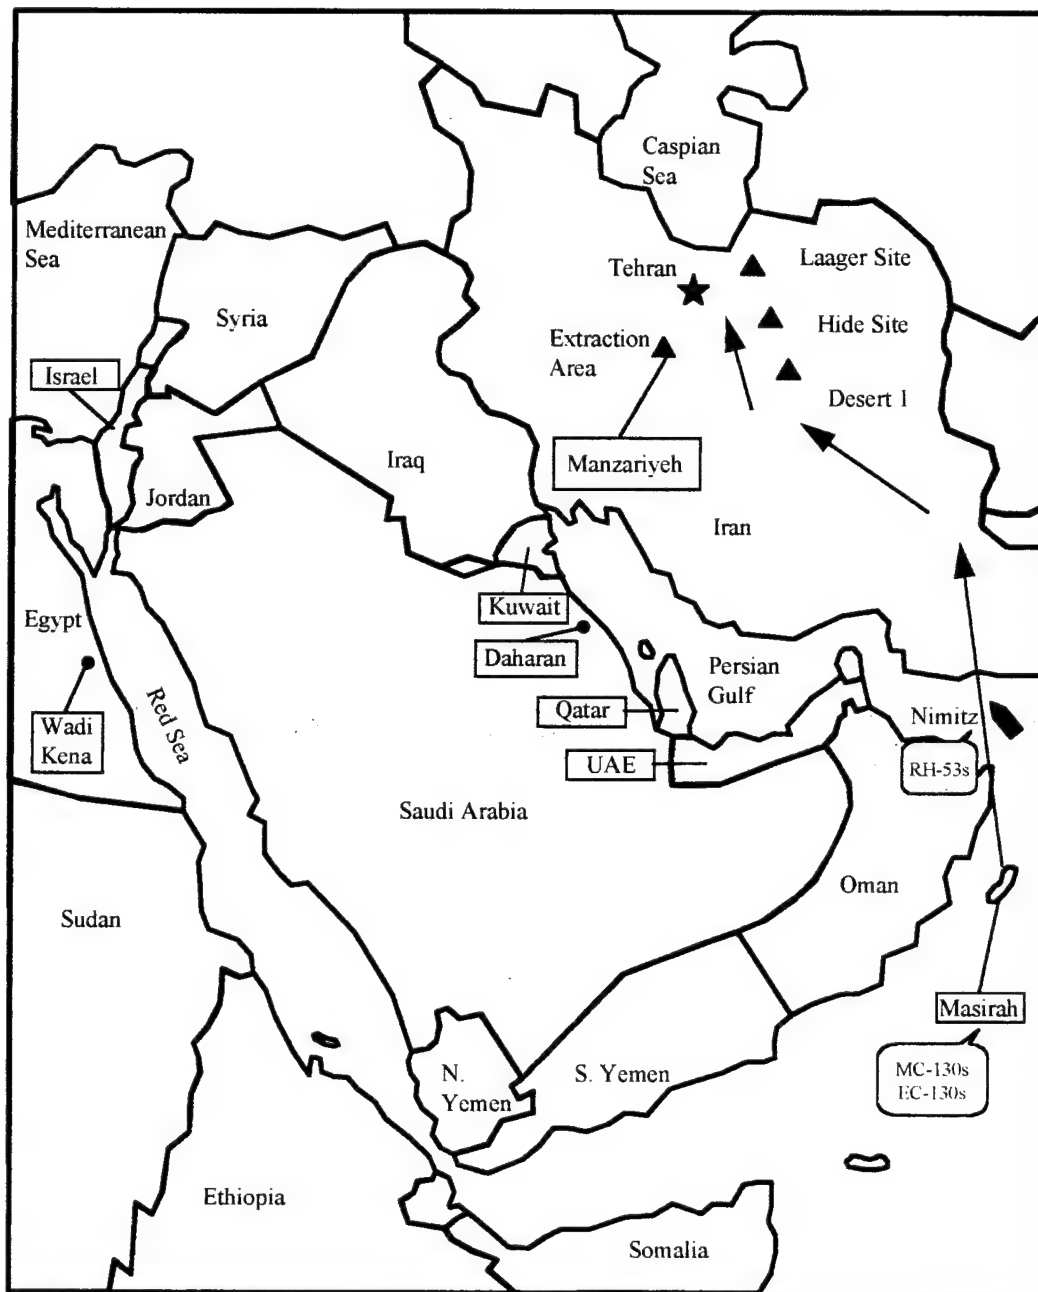 Caspian
Sea
Mediterranean
Sea
Tehran
Laager Site
Syria
Hide Site
Extraction
Area
Israel
Desert 1
Iraq
Manzariyeh
Jordan
Iran
Kuwait
Egypt
Daharan
Persian
Gulf
Red Sea
Qatar
Nimitz
Wadi
Kena
UAE
RH-53s
Saudi Arabia
Oman
Sudan
Masirah
N.
Yemen
S. Yemen
MC-130s
EC-130s
Ethiopia
Somalia